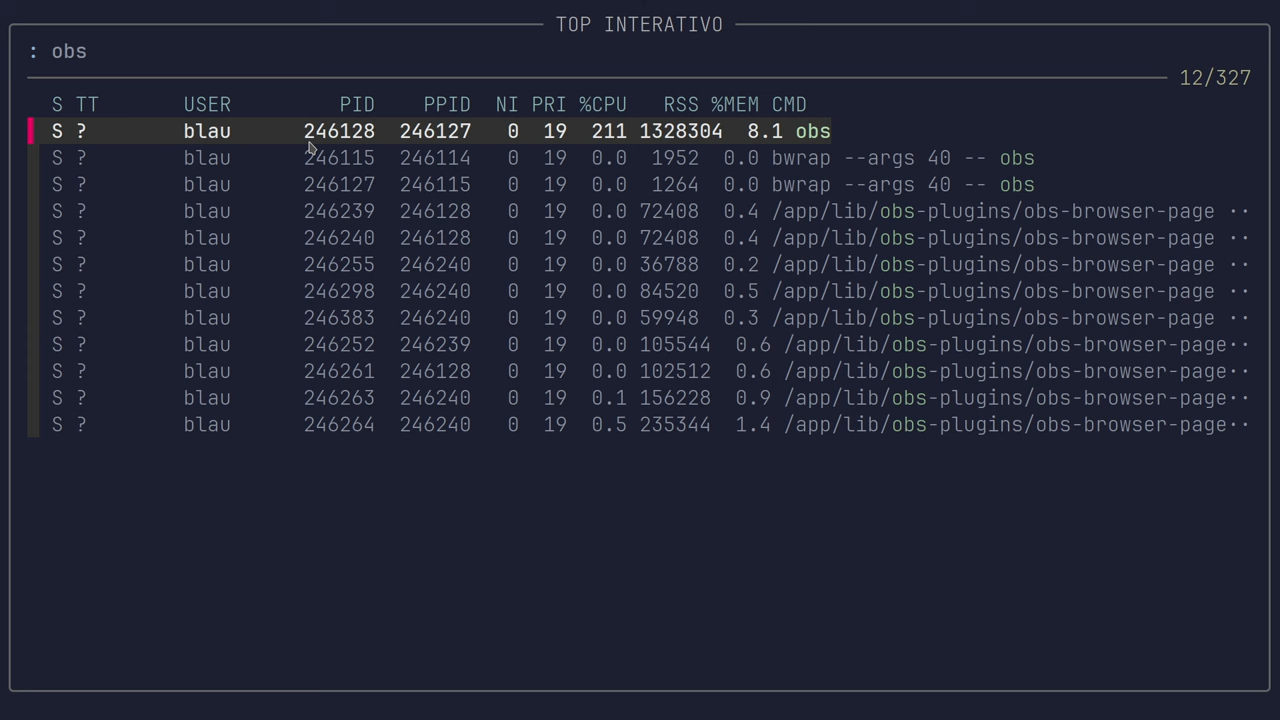 TOP INTERATIVO
: obs
12/327
S TT USER PID PPID NI PRI %CPU RSS %MEM CMD
S ? blau 246128 246127 0 19 211 1328304 8.1 obs
S ? blau 246115 246114 0 19 0.0 1952 0.0 bwrap --args 40 -- obs
S ? blau 246127 246115 0 19 0.0 1264 0.0 bwrap --args 40 -- obs
S ? blau 246239 246128 0 19 0.0 72408 0.4 /app/lib/obs-plugins/obs-browser-page ··
S ? blau 246240 246128 0 19 0.0 72408 0.4 /app/lib/obs-plugins/obs-browser-page ··
S ? blau 246255 246240 0 19 0.0 36788 0.2 /app/lib/obs-plugins/obs-browser-page ··
S ? blau 246298 246240 0 19 0.0 84520 0.5 /app/lib/obs-plugins/obs-browser-page ··
S ? blau 246383 246240 0 19 0.0 59948 0.3 /app/lib/obs-plugins/obs-browser-page ··
S ? blau 246252 246239 0 19 0.0 105544 0.6 /app/lib/obs-plugins/obs-browser-page··
S ? blau 246261 246128 0 19 0.0 102512 0.6 /app/lib/obs-plugins/obs-browser-page··
S ? blau 246263 246240 0 19 0.1 156228 0.9 /app/lib/obs-plugins/obs-browser-page··
S ? blau 246264 246240 0 19 0.5 235344 1.4 /app/lib/obs-plugins/obs-browser-page··